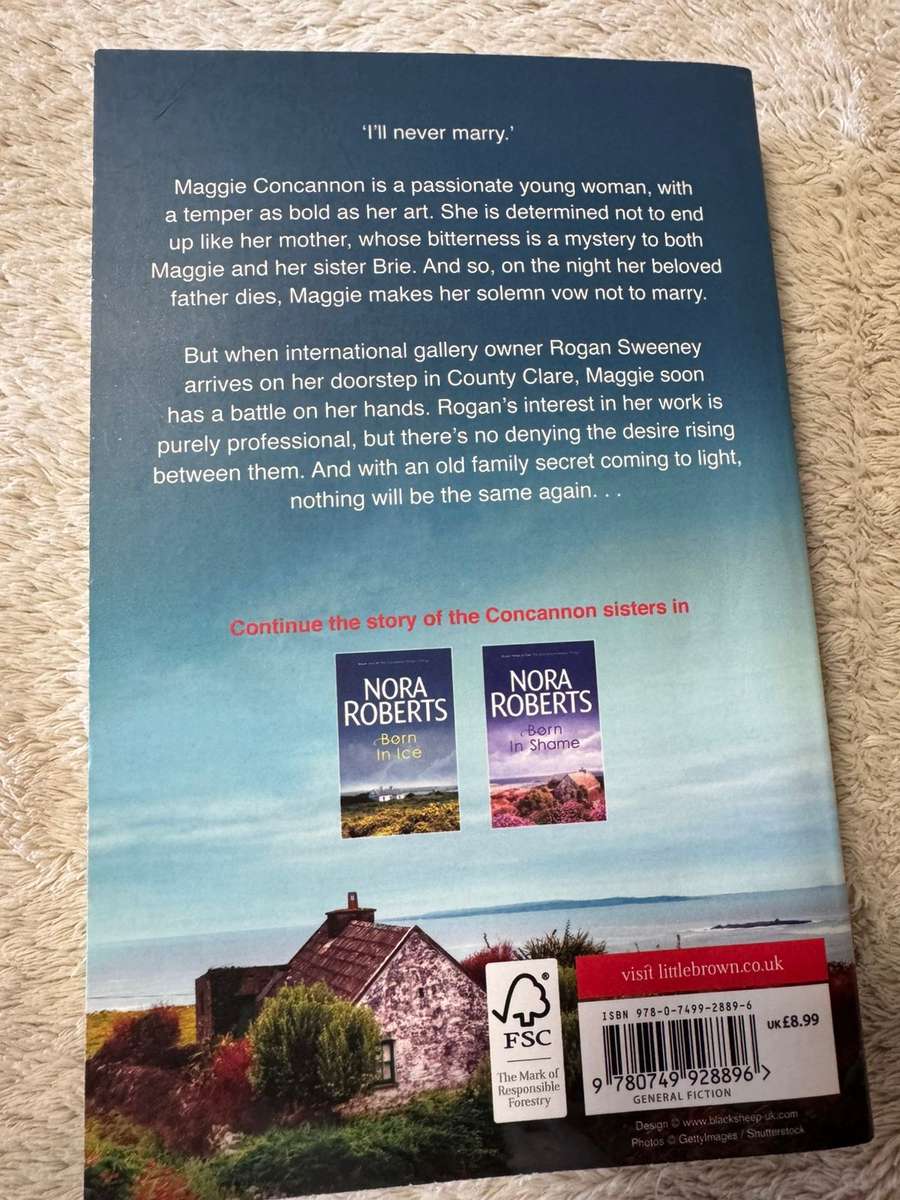 ‘I’ll never marry.’
Maggie Concannon is a passionate young woman, with
a temper as bold as her art. She is determined not to end
up like her mother, whose bitterness is a mystery to both
Maggie and her sister Brie. And so, on the night her beloved
father dies, Maggie makes her solemn vow not to marry.
But when international gallery owner Rogan Sweeney
arrives on her doorstep in County Clare, Maggie soon
has a battle on her hands. Rogan’s interest in her work is
purely professional, but there’s no denying the desire rising
between them. And with an old family secret coming to light,
nothing will be the same again. . .
Continue the story of the Concannon sisters in
NORA
ROBERTS
Born
In Ice
NORA
ROBERTS
Born
In Shame
FSC
The Mark of
Responsible
Forestry
visit littlebrown.co.uk
ISBN 978-0-7499-2889-6
UK£8.99
9 780749 928896 >
GENERAL FICTION
Design © www.blacksheep-uk.com
Photos © GettyImages / Shutterstock